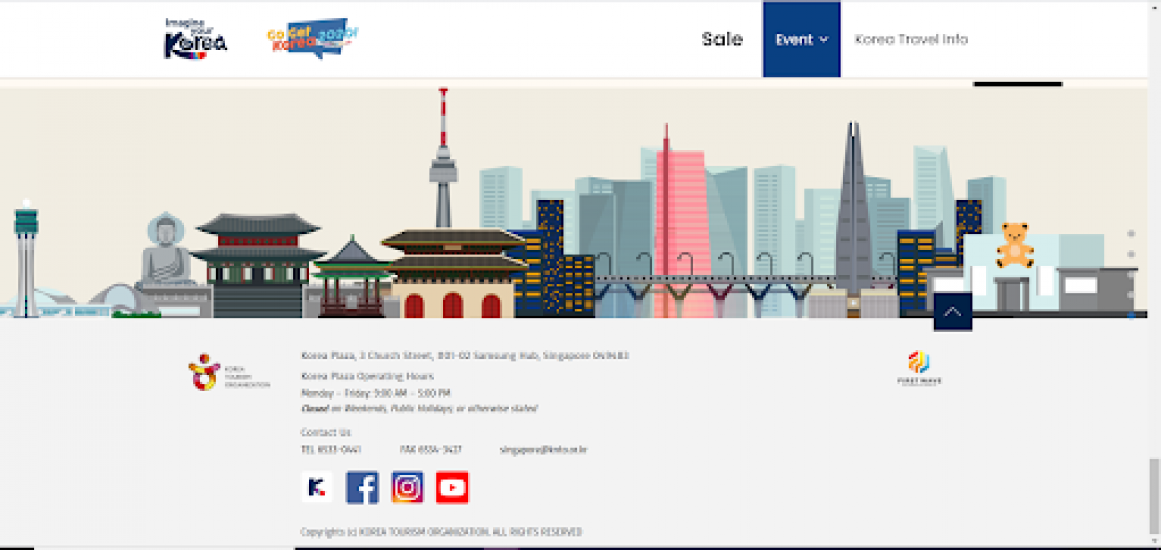 Imagine
your
Korea
Go Get
Korea 2020!
Sale
Event
Korea Travel Info
KOREA
TOURISM
ORGANIZATION
Korea Plaza, 3 Church Street, #01-02 Samsung Hub, Singapore 049483
FIRST WAVE
Korea Plaza Operating Hours
Monday - Friday: 9:00 AM - 5:00 PM
Closed on Weekends, Public Holidays, or otherwise stated
Contact Us
TEL 6533-0441 FAX 6534-3427 singapore@knto.or.kr
Copyrights (c) KOREA TOURISM ORGANIZATION. ALL RIGHTS RESERVED